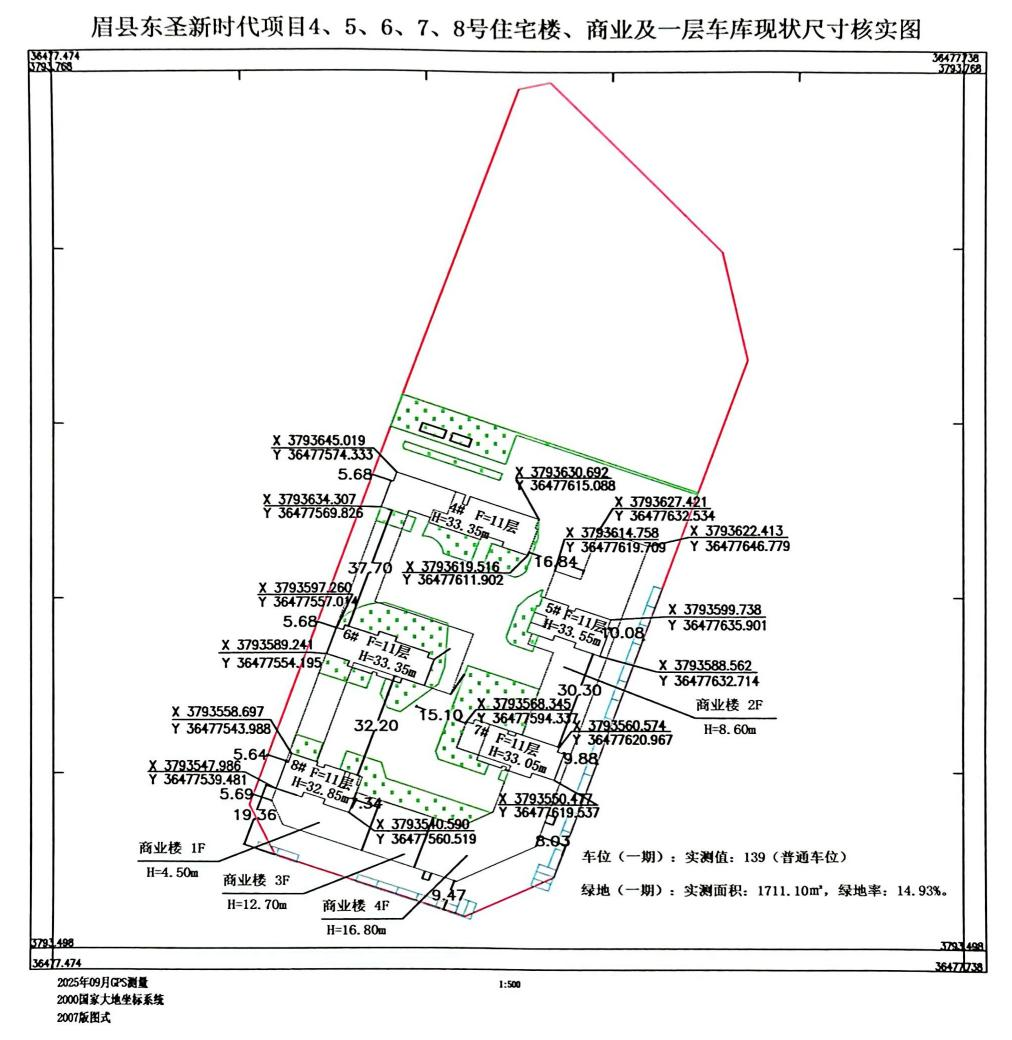 眉县东圣新时代项目4、5、6、7、8号住宅楼、商业及一层车库现状尺寸核实图
36477.474
3793.768
36477.738
3793.768
X 3793645.019
Y 36477574.333
5.68
X 3793630.692
Y 36477615.088
X 3793634.307
Y 36477569.826
4# F=11层
H=33.35m
X 3793627.421
Y 36477632.534
X 3793614.758
Y 36477619.709
X 3793622.413
Y 36477646.779
16.84
37.70
X 3793619.516
Y 36477611.902
X 3793597.260
5.68
5# F=11层
H=33.55m
10.08
X 3793599.738
Y 36477635.901
6# F=11层
H=33.35m
X 3793589.241
Y 36477554.195
X 3793588.562
Y 36477632.714
30.30
商业楼 2F
H=8.60m
X 3793558.697
Y 36477543.988
15.10
32.20
X 3793568.345
Y 36477594.337
X 3793560.574
Y 36477620.967
7# F=11层
H=33.05m
9.88
5.64
X 3793547.986
Y 36477539.481
8# F=11层
H=32.85m
7.34
5.69
19.36
X 3793550.477
Y 36477619.537
X 3793540.590
Y 36477560.519
8.03
商业楼 1F
H=4.50m
商业楼 3F
H=12.70m
商业楼 4F
H=16.80m
9.47
车位（一期）：实测值：139（普通车位）
绿地（一期）：实测面积：1711.10㎡，绿地率：14.93%。
3793.498
36477.474
3793.498
36477.738
2025年09月GPS测量
2000国家大地坐标系统
2007版图式
1:500